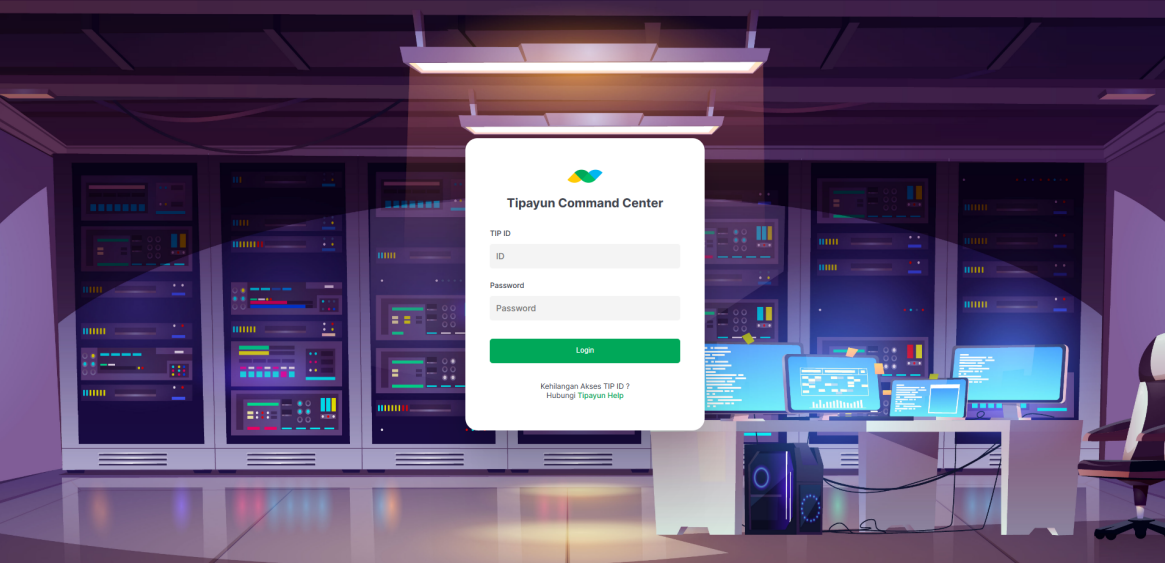 Tipayun Command Center
TIP ID
ID
Password
Password
Login
Kehilangan Akses TIP ID ?
Hubungi Tipayun Help